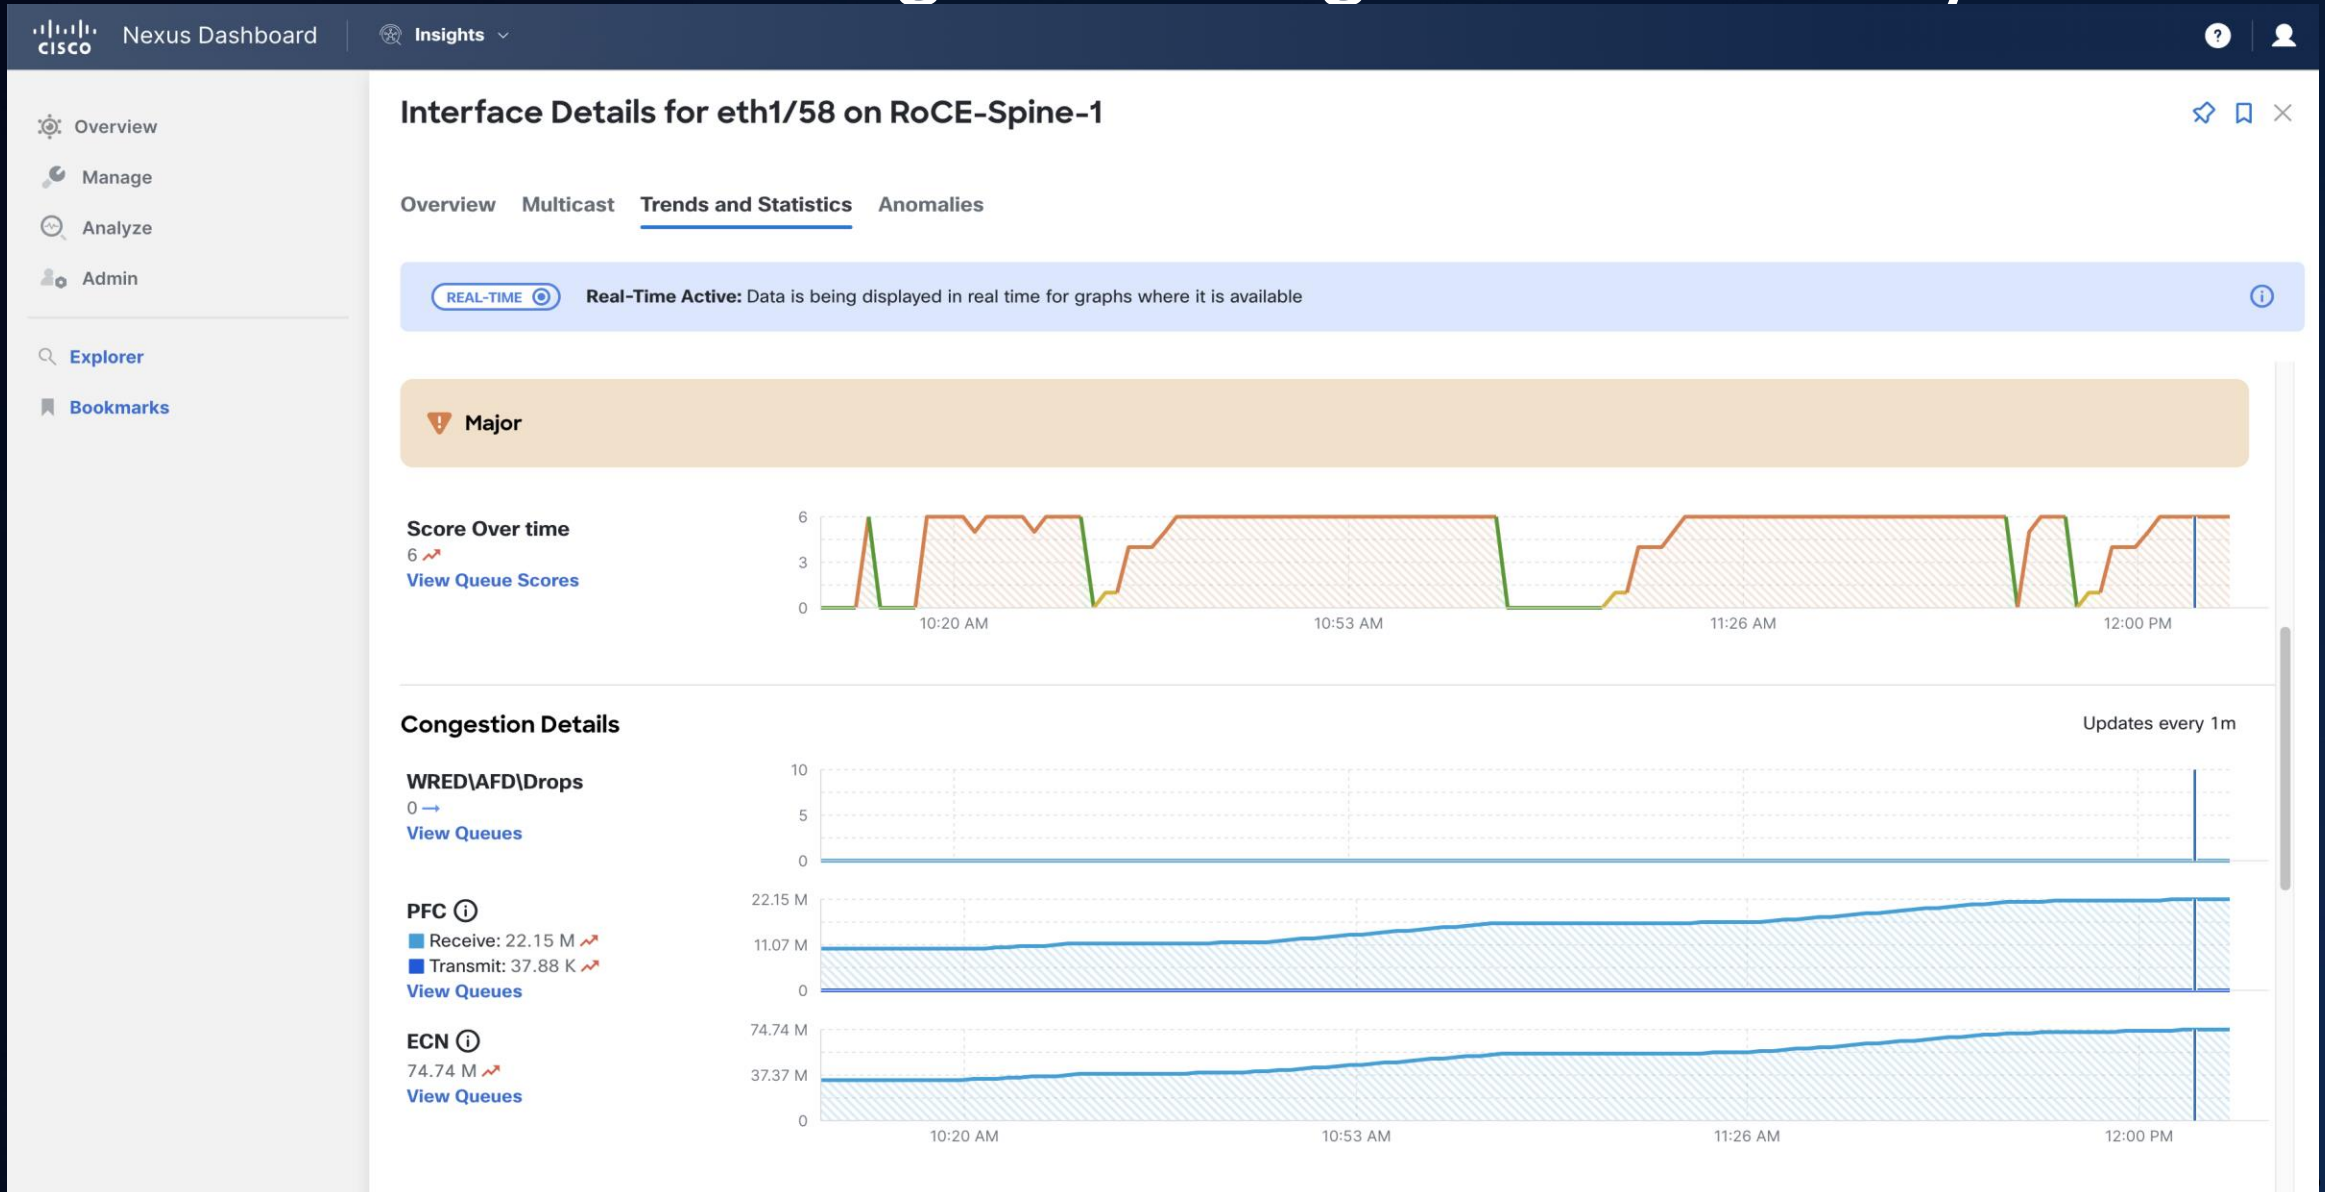 CISCO Nexus Dashboard Insights ?
Interface Details for eth1/58 on RoCE-Spine-1
Overview
Manage
Analyze
Admin
Explorer
Bookmarks
Overview Multicast Trends and Statistics Anomalies
REAL-TIME Real-Time Active: Data is being displayed in real time for graphs where it is available
Major
Score Over time
6
View Queue Scores
6
3
0
10:20 AM 10:53 AM 11:26 AM 12:00 PM
Congestion Details Updates every 1m
WRED\AFD\Drops
0
View Queues
10
5
0
PFC
Receive: 22.15 M
Transmit: 37.88 K
View Queues
22.15 M
11.07 M
0
ECN
74.74 M
View Queues
74.74 M
37.37 M
0
10:20 AM 10:53 AM 11:26 AM 12:00 PM